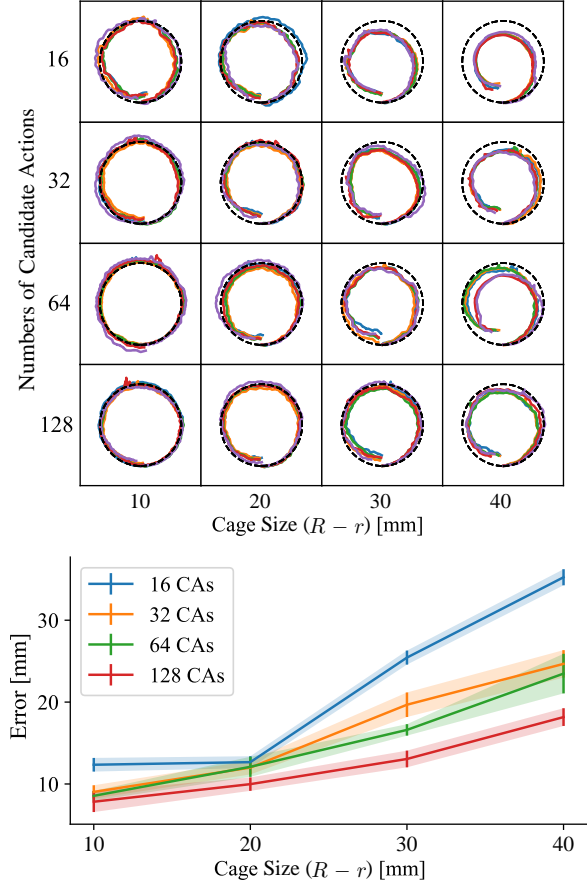 Numbers of Candidate Actions
16
32
64
128
10 20 30 40
Cage Size (R − r) [mm]
16 CAs
32 CAs
64 CAs
128 CAs
Error [mm]
30
20
10
10 20 30 40
Cage Size (R − r) [mm]